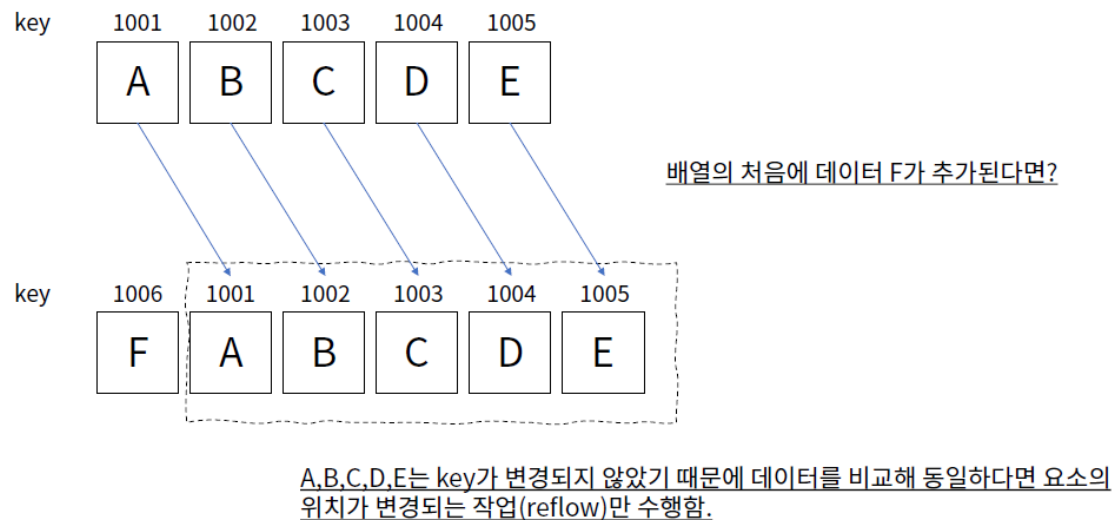 key 1001 1002 1003 1004 1005
A B C D E
배열의 처음에 데이터 F가 추가된다면?
key 1006 1001 1002 1003 1004 1005
F A B C D E
A,B,C,D,E는 key가 변경되지 않았기 때문에 데이터를 비교해 동일하다면 요소의
위치가 변경되는 작업(reflow)만 수행함.